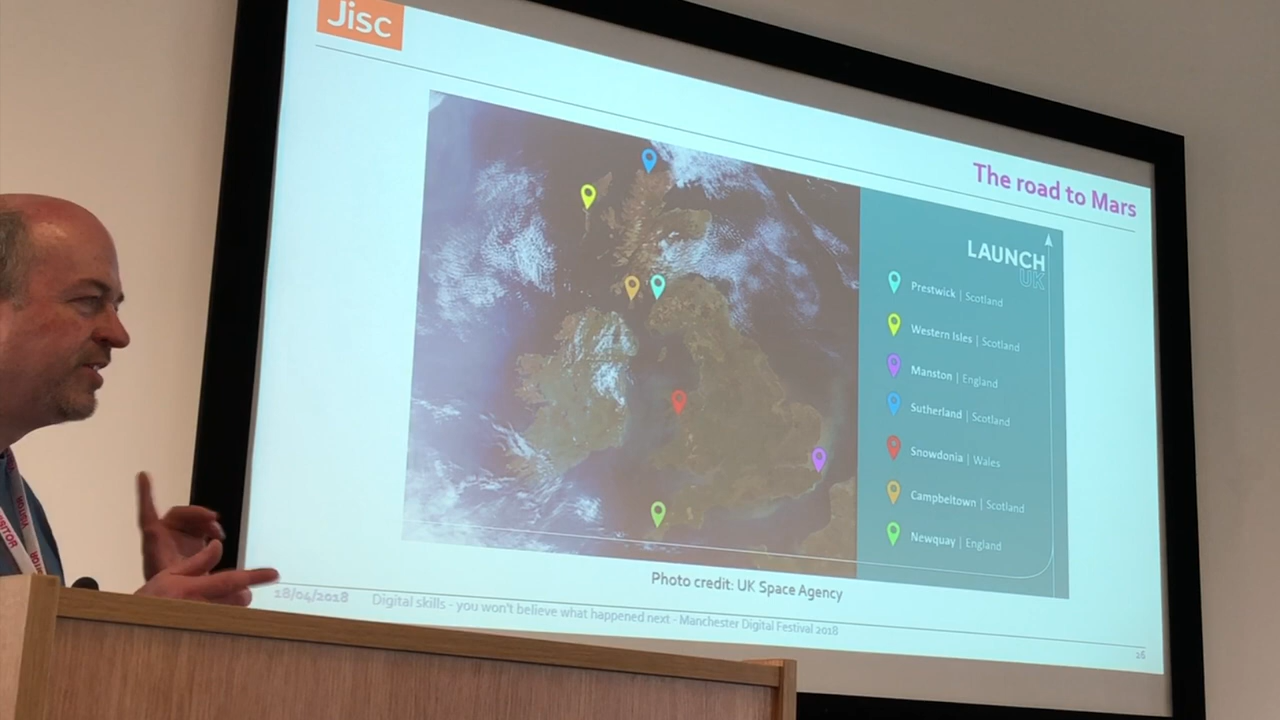 Jisc
The road to Mars
LAUNCH
UK
Prestwick | Scotland
Western Isles | Scotland
Manston | England
Sutherland | Scotland
Snowdonia | Wales
Campbeltown | Scotland
Newquay | England
Photo credit: UK Space Agency
18/04/2018 Digital skills - you won't believe what happened next - Manchester Digital Festival 2018
16
VISITOR